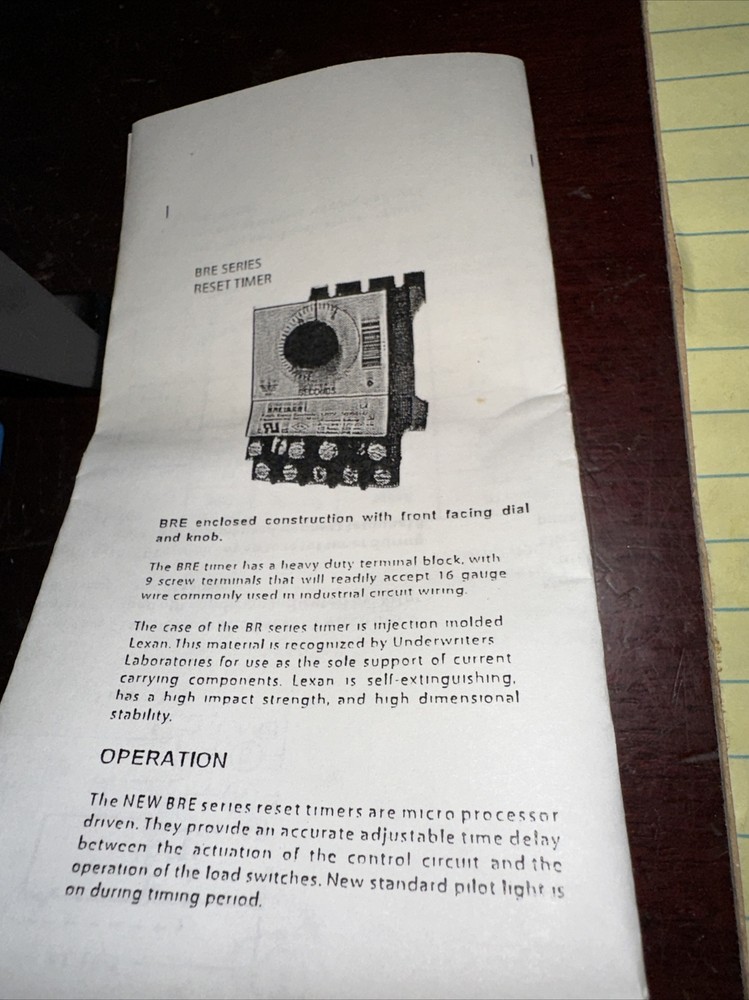 BRE SERIES
RESET TIMER
SECONDS
BRE enclosed construction with front facing dial
and knob.
The BRE timer has a heavy duty terminal block, with
9 screw terminals that will readily accept 16 gauge
wire commonly used in industrial circuit wiring.
The case of the BR series timer is injection molded
Lexan. This material is recognized by Underwriters
Laboratories for use as the sole support of current
carrying components. Lexan is self-extinguishing,
has a high impact strength, and high dimensional
stability.
OPERATION
The NEW BRE series reset timers are micro processor
driven. They provide an accurate adjustable time delay
between the actuation of the control circuit and the
operation of the load switches. New standard pilot light is
on during timing period.